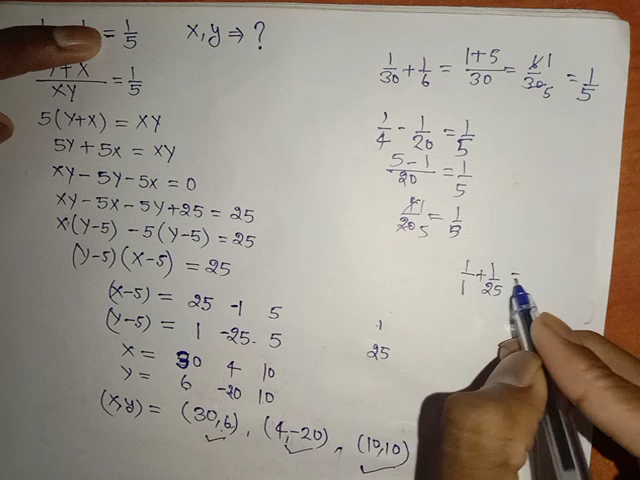 = 1/5 x, y ⇒ ?
y+x/xy = 1/5
5(y+x) = xy
5y + 5x = xy
xy - 5y - 5x = 0
xy - 5x - 5y + 25 = 25
x(y-5) - 5(y-5) = 25
(y-5)(x-5) = 25
(x-5) = 25 -1 5
(y-5) = 1 -25. 5
x = 30 4 10
y = 6 -20 10
(x,y) = (30,6), (4,-20), (10,10)
1/30 + 1/6 = 1+5/30 = 6 1/30 5 = 1/5
1/4 - 1/20 = 1/5
5-1/20 = 1/5
4 1/20 5 = 1/5
1/1 + 1/25 =
1
25